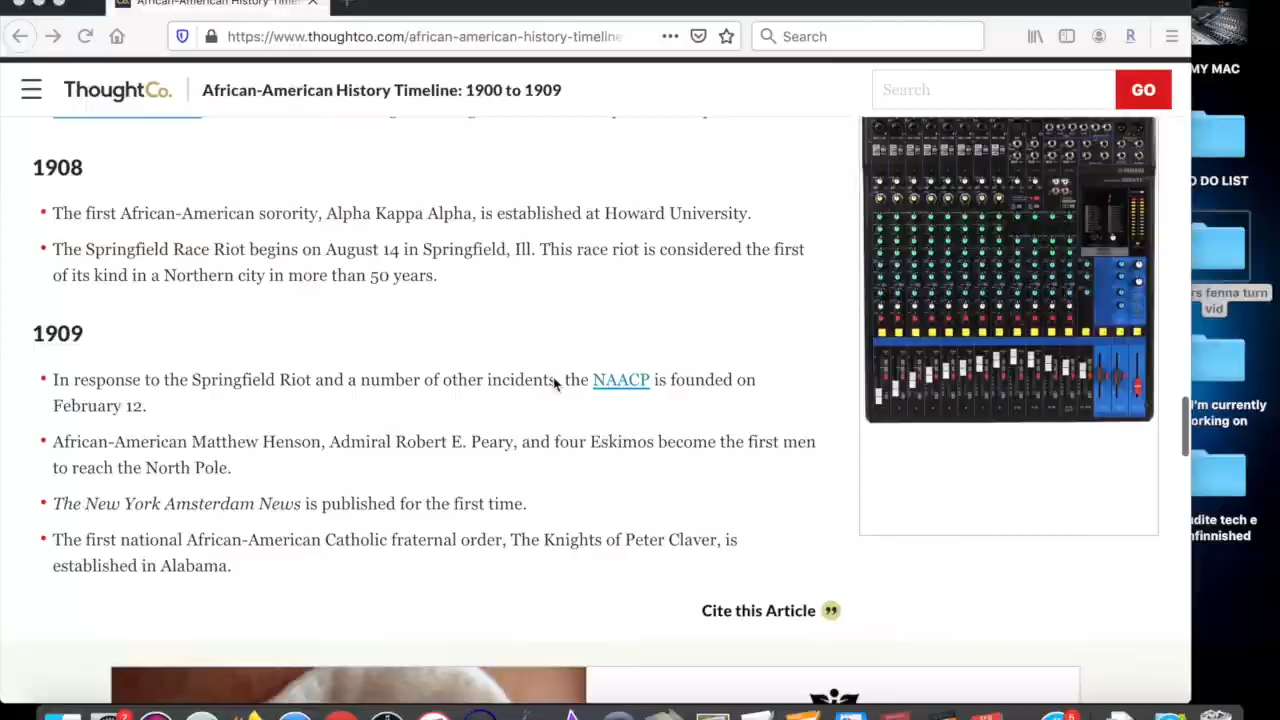 African-American History Time
https://www.thoughtco.com/african-american-history-timeline
Search
MY MAC
ThoughtCo.
African-American History Timeline: 1900 to 1909
Search
GO
1908
O DO LIST
The first African-American sorority, Alpha Kappa Alpha, is established at Howard University.
The Springfield Race Riot begins on August 14 in Springfield, Ill. This race riot is considered the first
of its kind in a Northern city in more than 50 years.
rs fenna turn
vid
1909
In response to the Springfield Riot and a number of other incidents, the NAACP is founded on
February 12.
I'm currently
orking on
African-American Matthew Henson, Admiral Robert E. Peary, and four Eskimos become the first men
to reach the North Pole.
The New York Amsterdam News is published for the first time.
udite tech e
nfinnished
The first national African-American Catholic fraternal order, The Knights of Peter Claver, is
established in Alabama.
Cite this Article